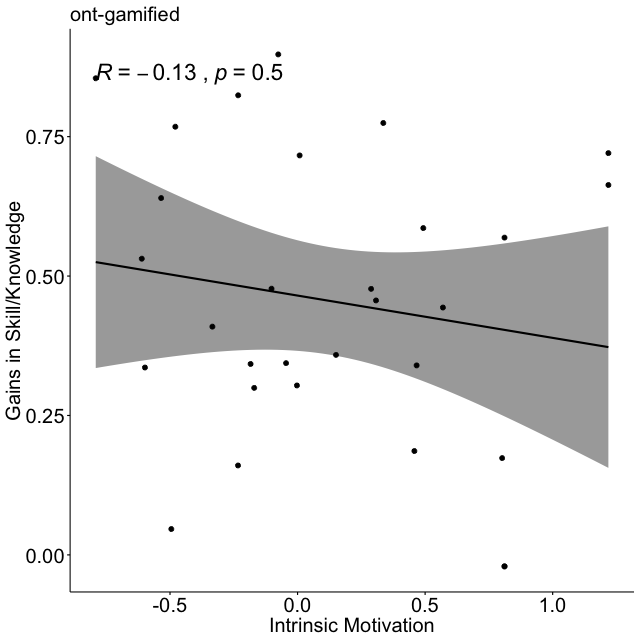 ont-gamified
R = −0.13 , p = 0.5
Gains in Skill/Knowledge
0.75
0.50
0.25
0.00
-0.5 0.0 0.5 1.0
Intrinsic Motivation